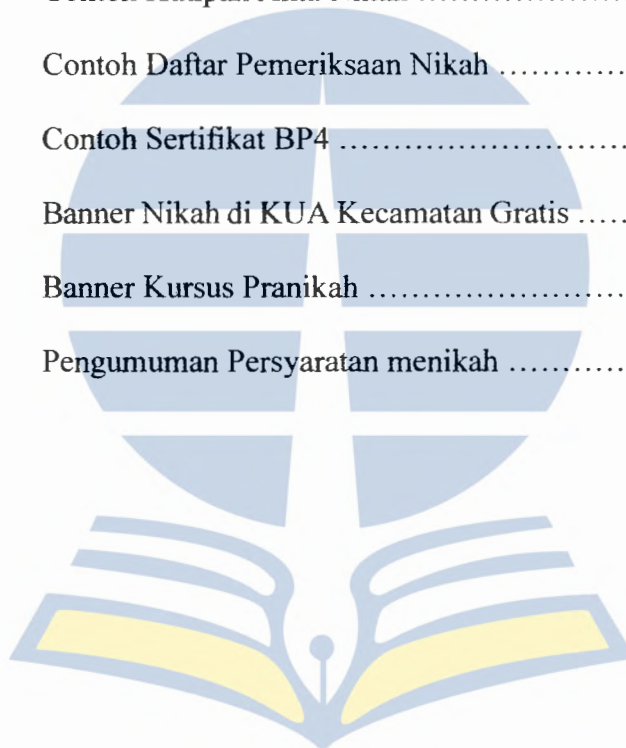 Contoh Daftar Pemeriksaan Nikah ............
Contoh Sertifikat BP4 ...........................
Banner Nikah di KUA Kecamatan Gratis .....
Banner Kursus Pranikah ........................
Pengumuman Persyaratan menikah ...........